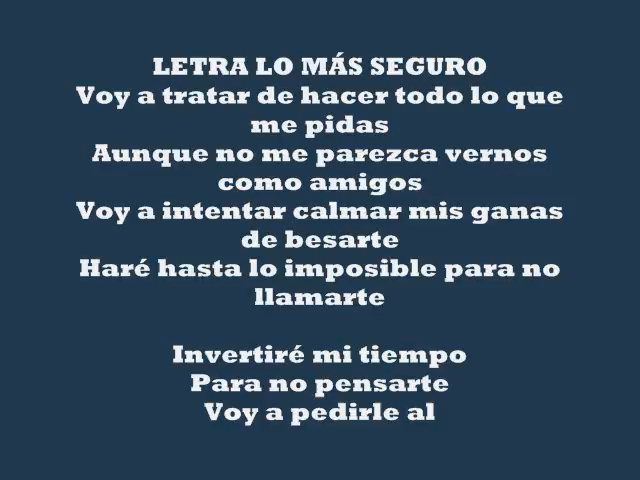 LETRA LO MÁS SEGURO
Voy a tratar de hacer todo lo que
me pidas
Aunque no me parezca vernos
como amigos
Voy a intentar calmar mis ganas
de besarte
Haré hasta lo imposible para no
llamarte
Invertiré mi tiempo
Para no pensarte
Voy a pedirle al